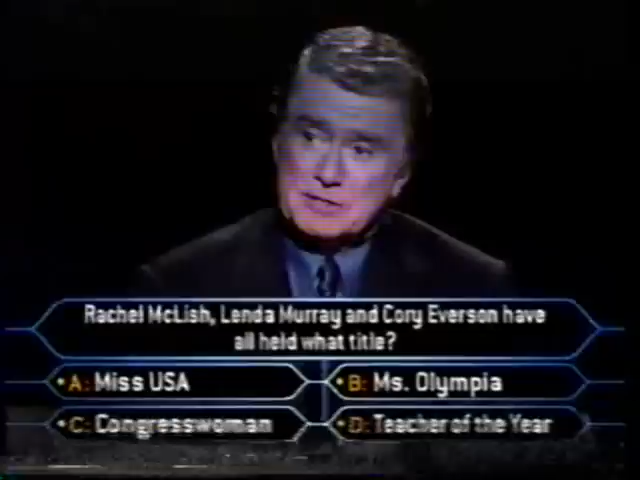 Rachel McLish, Lenda Murray and Cory Everson have
all held what title?
A: Miss USA
B: Ms. Olympia
C: Congresswoman
D: Teacher of the Year